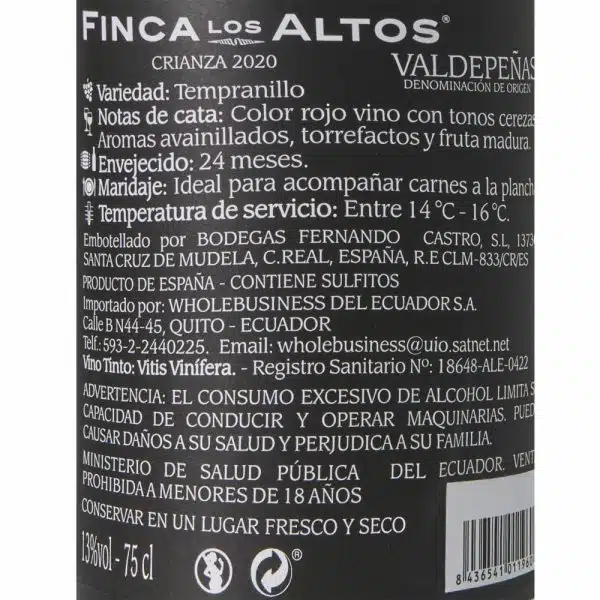 FINCA LOS ALTOS®
CRIANZA 2020
VALDEPEÑAS
DENOMINACIÓN DE ORIGEN
Variedad: Tempranillo
Notas de cata: Color rojo vino con tonos cerezas
Aromas avainillados, torrefactos y fruta madura.
Envejecido: 24 meses.
Maridaje: Ideal para acompañar carnes a la plancha
Temperatura de servicio: Entre 14 °C - 16 °C.
Embotellado por BODEGAS FERNANDO CASTRO, S.L, 13730
SANTA CRUZ DE MUDELA, C.REAL, ESPAÑA, R.E CLM-833/CR/ES
PRODUCTO DE ESPAÑA - CONTIENE SULFITOS
Importado por: WHOLEBUSINESS DEL ECUADOR S.A.
Calle B N44-45, QUITO - ECUADOR
Telf.: 593-2-2440225. Email: wholebusiness@uio.satnet.net
Vino Tinto: Vitis Vinífera. - Registro Sanitario Nº: 18648-ALE-0422
ADVERTENCIA: EL CONSUMO EXCESIVO DE ALCOHOL LIMITA S
CAPACIDAD DE CONDUCIR Y OPERAR MAQUINARIAS. PUED
CAUSAR DAÑOS A SU SALUD Y PERJUDICA A SU FAMILIA.
MINISTERIO DE SALUD PÚBLICA DEL ECUADOR. VENT
PROHIBIDA A MENORES DE 18 AÑOS
CONSERVAR EN UN LUGAR FRESCO Y SECO
13%vol - 75 cl
®
8 436541 01196